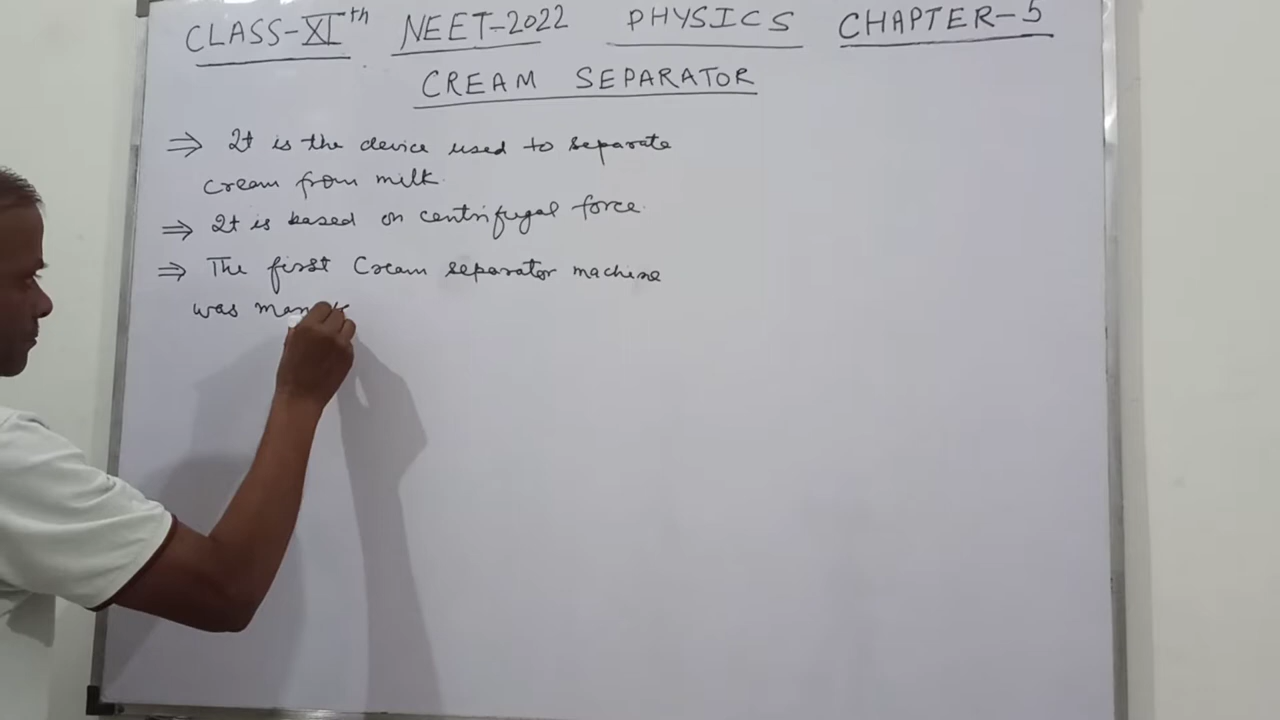 CLASS-XIth NEET-2022 PHYSICS CHAPTER-5
CREAM SEPARATOR
⇒ It is the device used to separate
cream from milk.
⇒ It is based on centrifugal force.
⇒ The first Cream separator machine
was